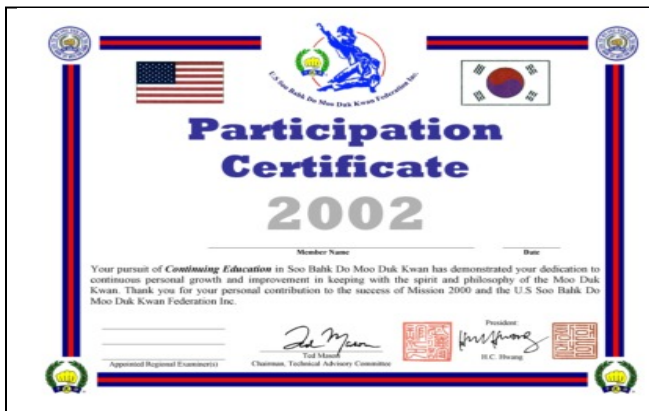 U.S Soo Bahk Do Moo Duk Kwan Federation Inc.
Participation
Certificate
2002
Member Name Date
Your pursuit of Continuing Education in Soo Bahk Do Moo Duk Kwan has demonstrated your dedication to
continuous personal growth and improvement in keeping with the spirit and philosophy of the Moo Duk
Kwan. Thank you for your personal contribution to the success of Mission 2000 and the U.S Soo Bahk Do
Moo Duk Kwan Federation Inc.
President:
Ted Mason H.C. Hwang
Appointed Regional Examiner(s) Chairman, Technical Advisory Committee